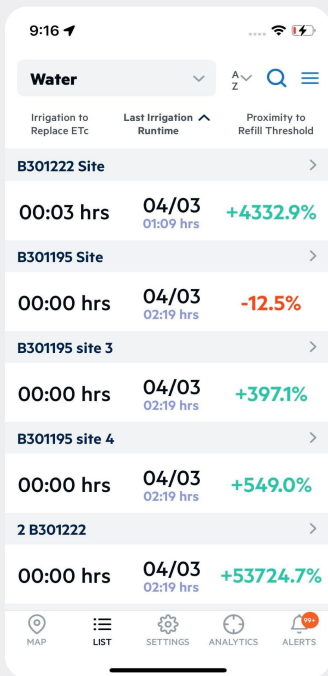 9:16
Water
A
Z
Irrigation to
Replace ETc
Last Irrigation
Runtime
Proximity to
Refill Threshold
B301222 Site
00:03 hrs
04/03
01:09 hrs
+4332.9%
B301195 Site
00:00 hrs
04/03
02:19 hrs
-12.5%
B301195 site 3
00:00 hrs
04/03
02:19 hrs
+397.1%
B301195 site 4
00:00 hrs
04/03
02:19 hrs
+549.0%
2 B301222
00:00 hrs
04/03
02:19 hrs
+53724.7%
MAP
LIST
SETTINGS
ANALYTICS
99+
ALERTS